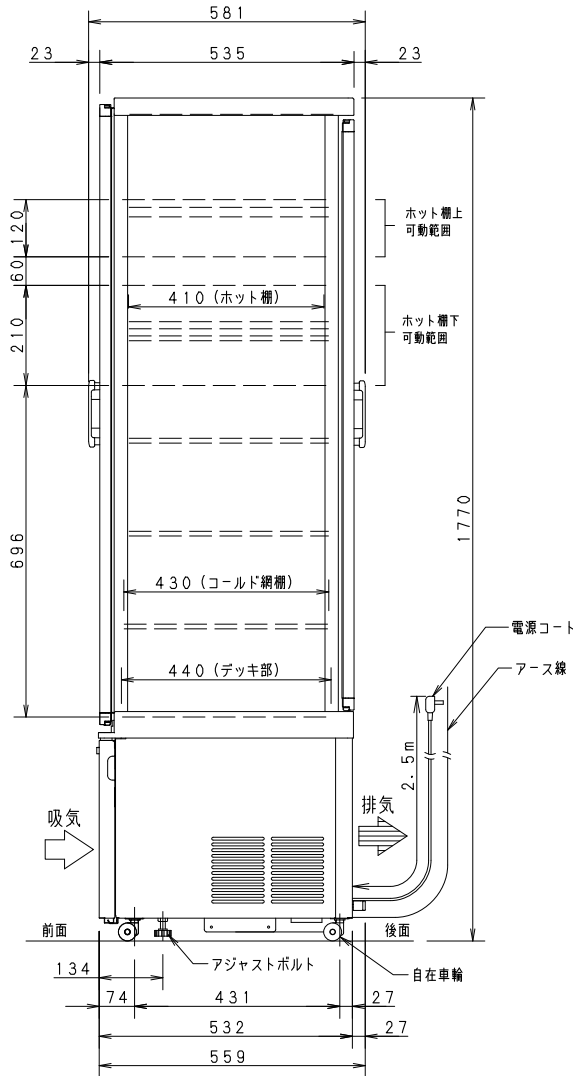 581
23
535
23
120
60
210
696
ホット棚上
可動範囲
410(ホット棚)
ホット棚下
可動範囲
1770
430(コールド網棚)
440(デッキ部)
電源コート
アース線
2.5m
吸気
排気
前面
後面
アジャストボルト
自在車輪
134
74
431
27
532
27
559